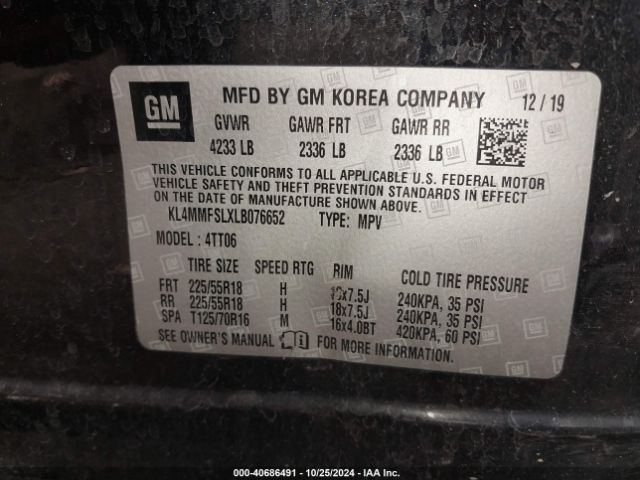 GM MFD BY GM KOREA COMPANY 12/19
GVWR GAWR FRT GAWR RR
4233 LB 2336 LB 2336 LB
THIS VEHICLE CONFORMS TO ALL APPLICABLE U.S. FEDERAL MOTOR
VEHICLE SAFETY AND THEFT PREVENTION STANDARDS IN EFFECT
ON THE DATE OF MANUFACTURE SHOWN ABOVE.
KL4MMFSLXLB076652 TYPE: MPV
MODEL: 4TT06
TIRE SIZE SPEED RTG RIM COLD TIRE PRESSURE
FRT 225/55R18 H 18x7.5J 240KPA, 35 PSI
RR 225/55R18 H 18x7.5J 240KPA, 35 PSI
SPA T125/70R16 M 16x4.0BT 420KPA, 60 PSI
SEE OWNER'S MANUAL FOR MORE INFORMATION
000-40686491 - 10/25/2024 - IAA Inc.